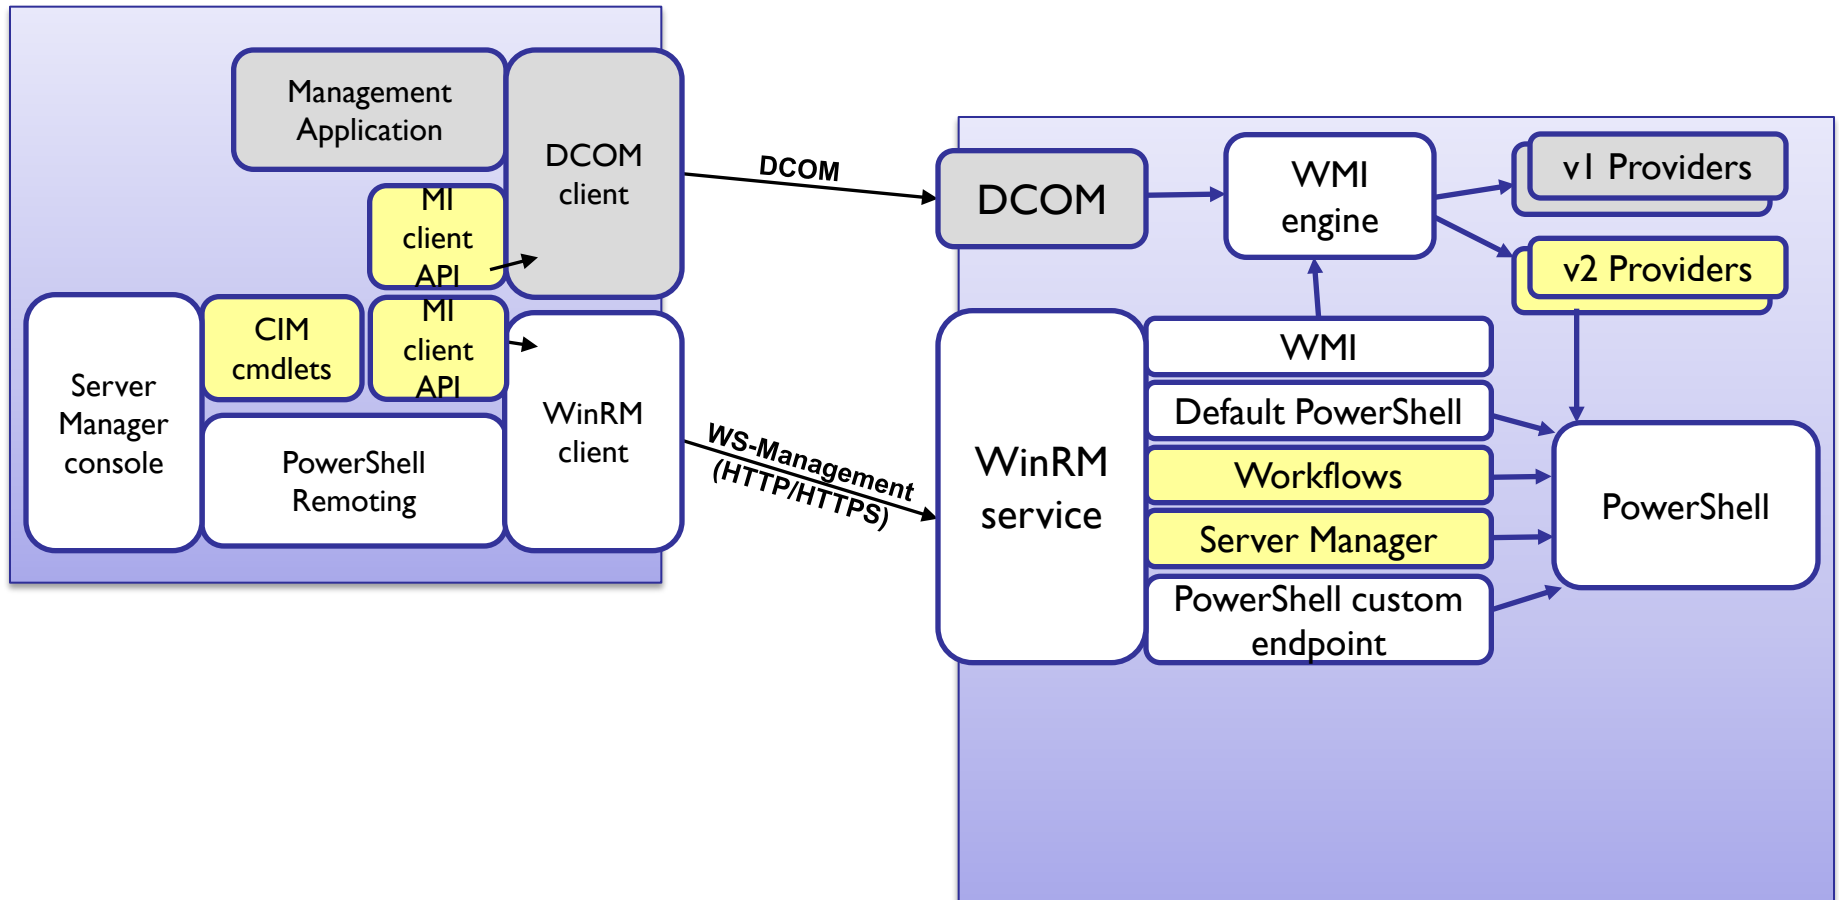 Management
Application
DCOM
client
MI
client
API
Server
Manager
console
CIM
cmdlets
MI
client
API
PowerShell
Remoting
WinRM
client
DCOM
WS-Management
(HTTP/HTTPS)
DCOM
WMI
engine
v1 Providers
v2 Providers
WinRM
service
WMI
Default PowerShell
Workflows
Server Manager
PowerShell custom
endpoint
PowerShell